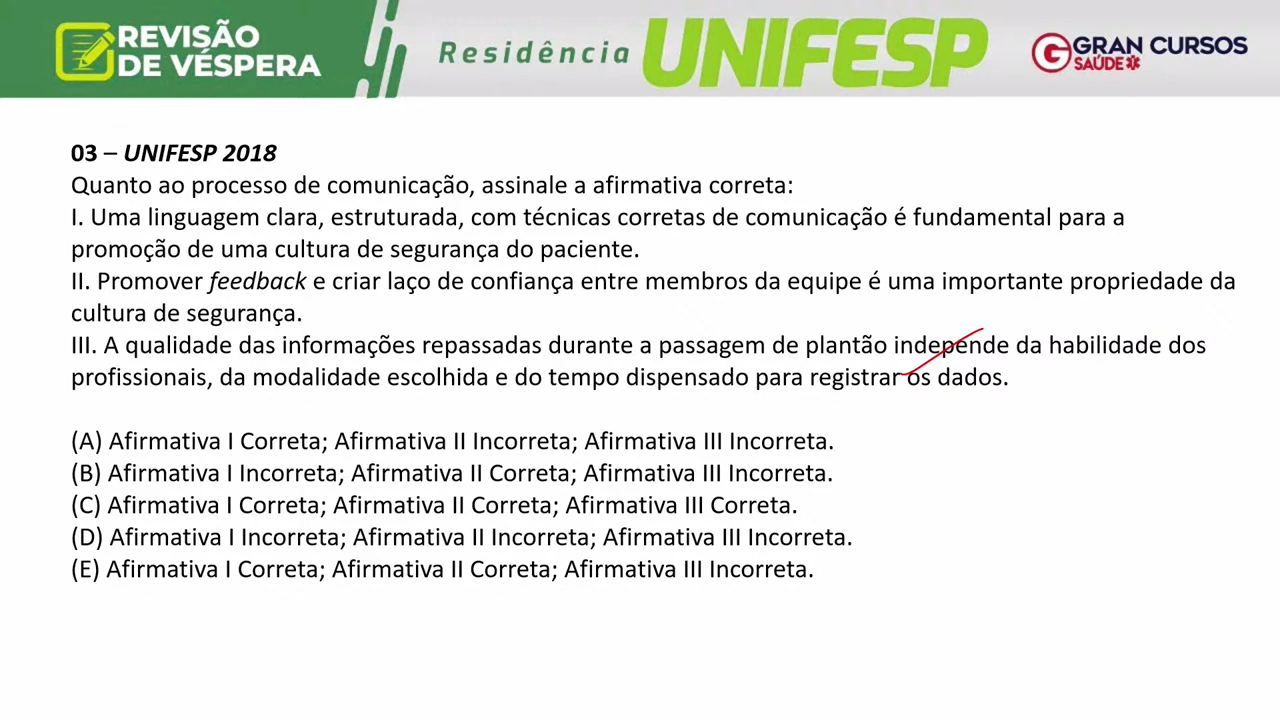 REVISÃO
DE VÉSPERA
Residência UNIFESP
GRAN CURSOS
SAÚDE
03 – UNIFESP 2018
Quanto ao processo de comunicação, assinale a afirmativa correta:
I. Uma linguagem clara, estruturada, com técnicas corretas de comunicação é fundamental para a
promoção de uma cultura de segurança do paciente.
II. Promover feedback e criar laço de confiança entre membros da equipe é uma importante propriedade da
cultura de segurança.
III. A qualidade das informações repassadas durante a passagem de plantão independe da habilidade dos
profissionais, da modalidade escolhida e do tempo dispensado para registrar os dados.
(A) Afirmativa I Correta; Afirmativa II Incorreta; Afirmativa III Incorreta.
(B) Afirmativa I Incorreta; Afirmativa II Correta; Afirmativa III Incorreta.
(C) Afirmativa I Correta; Afirmativa II Correta; Afirmativa III Correta.
(D) Afirmativa I Incorreta; Afirmativa II Incorreta; Afirmativa III Incorreta.
(E) Afirmativa I Correta; Afirmativa II Correta; Afirmativa III Incorreta.